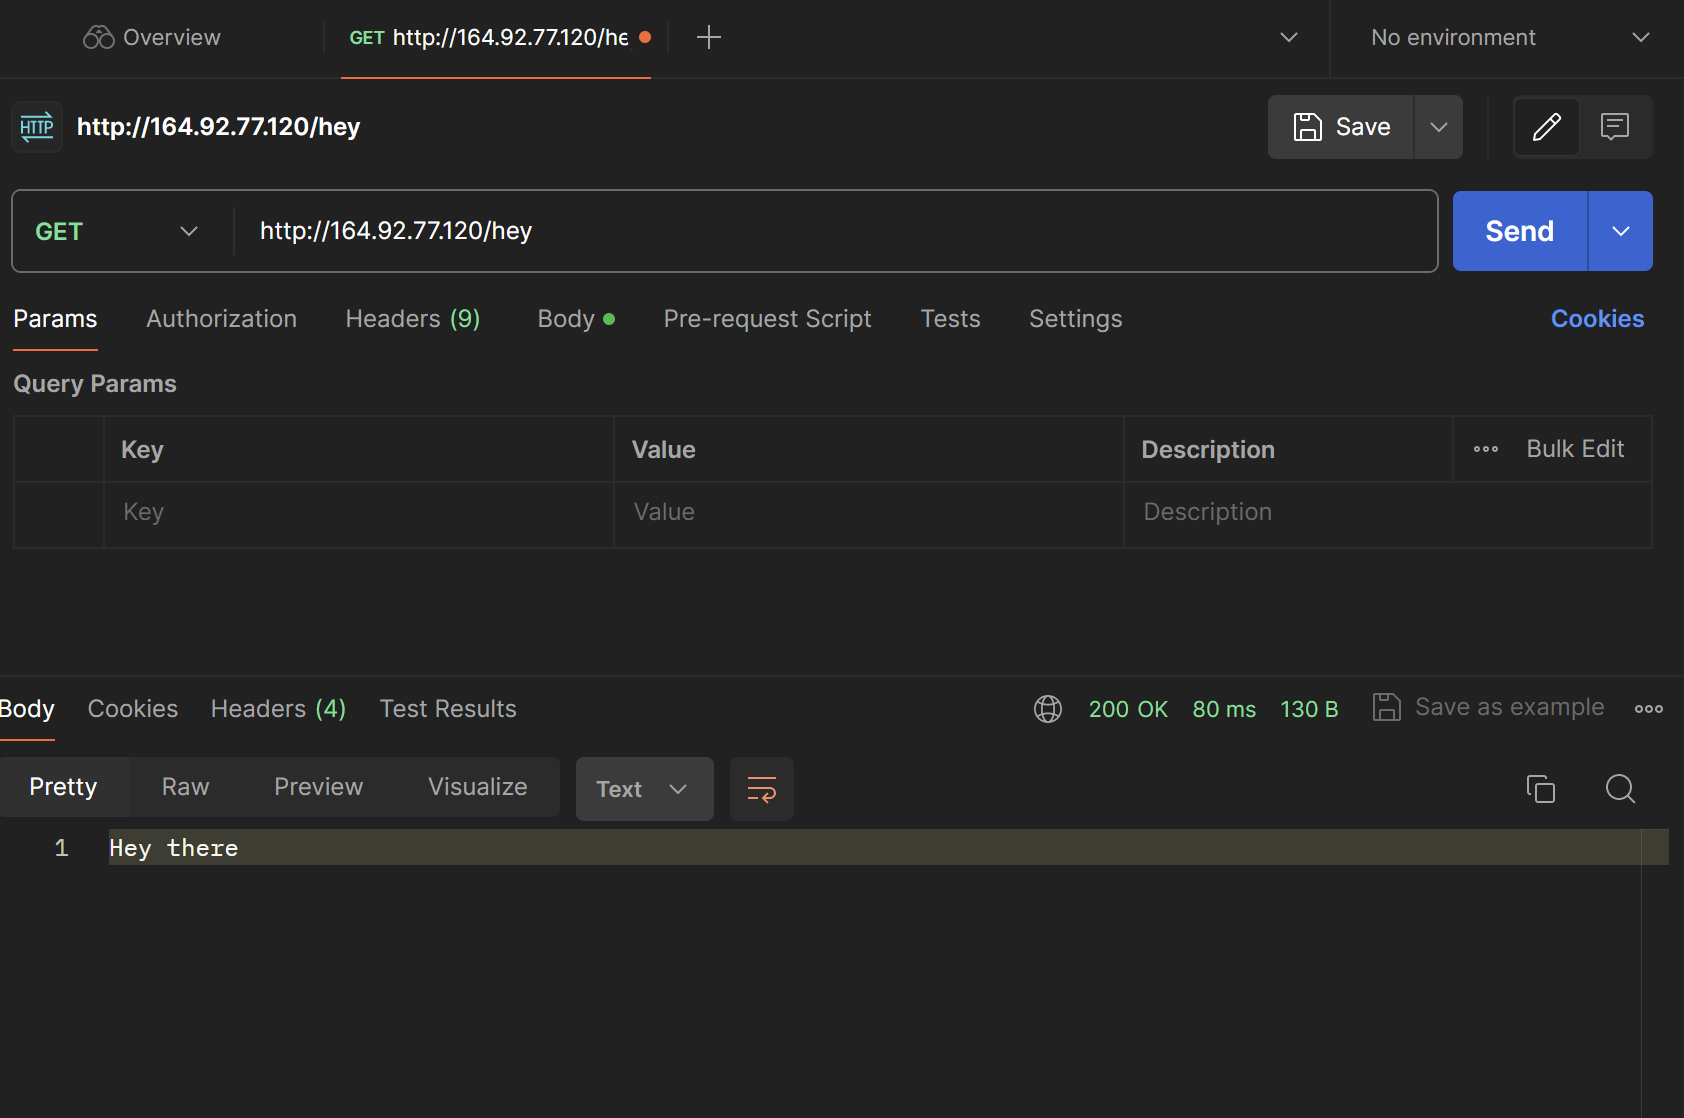 Overview
GET http://164.92.77.120/he
No environment
HTTP
http://164.92.77.120/hey
Save
GET
http://164.92.77.120/hey
Send
Params Authorization Headers (9) Body Pre-request Script Tests Settings Cookies
Query Params
Key Value Description Bulk Edit
Key Value Description
Body Cookies Headers (4) Test Results 200 OK 80 ms 130 B Save as example
Pretty Raw Preview Visualize Text
1 Hey there